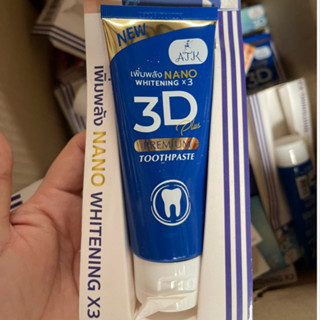 NEW
ATK
เพิ่มพลัง NANO
WHITENING X3
3D
Plus
PREMIUM
TOOTHPASTE
เพิ่มพลัง NANO WHITENING X3